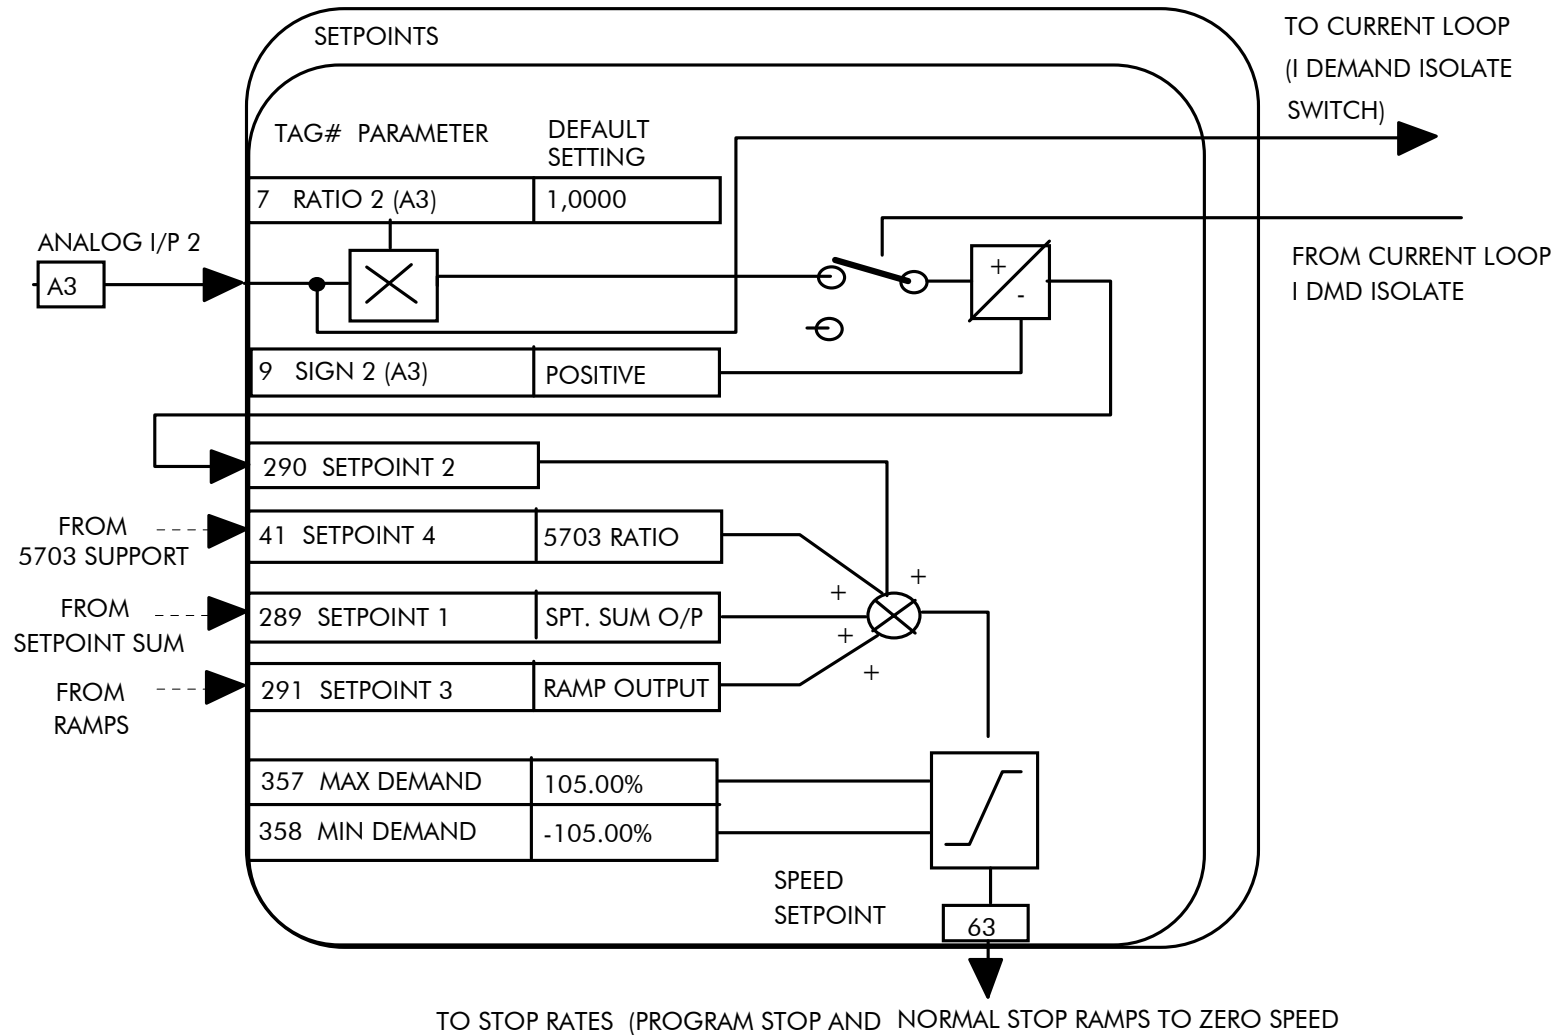 SETPOINTS
TO CURRENT LOOP
(I DEMAND ISOLATE
SWITCH)
TAG# PARAMETER
DEFAULT
SETTING
7 RATIO 2 (A3)
1,0000
ANALOG I/P 2
A3
+
-
FROM CURRENT LOOP
I DMD ISOLATE
9 SIGN 2 (A3)
POSITIVE
290 SETPOINT 2
FROM
5703 SUPPORT
41 SETPOINT 4
5703 RATIO
+
+
FROM
SETPOINT SUM
289 SETPOINT 1
SPT. SUM O/P
+
+
FROM
RAMPS
291 SETPOINT 3
RAMP OUTPUT
357 MAX DEMAND
105.00%
358 MIN DEMAND
-105.00%
SPEED
SETPOINT
63
TO STOP RATES (PROGRAM STOP AND NORMAL STOP RAMPS TO ZERO SPEED